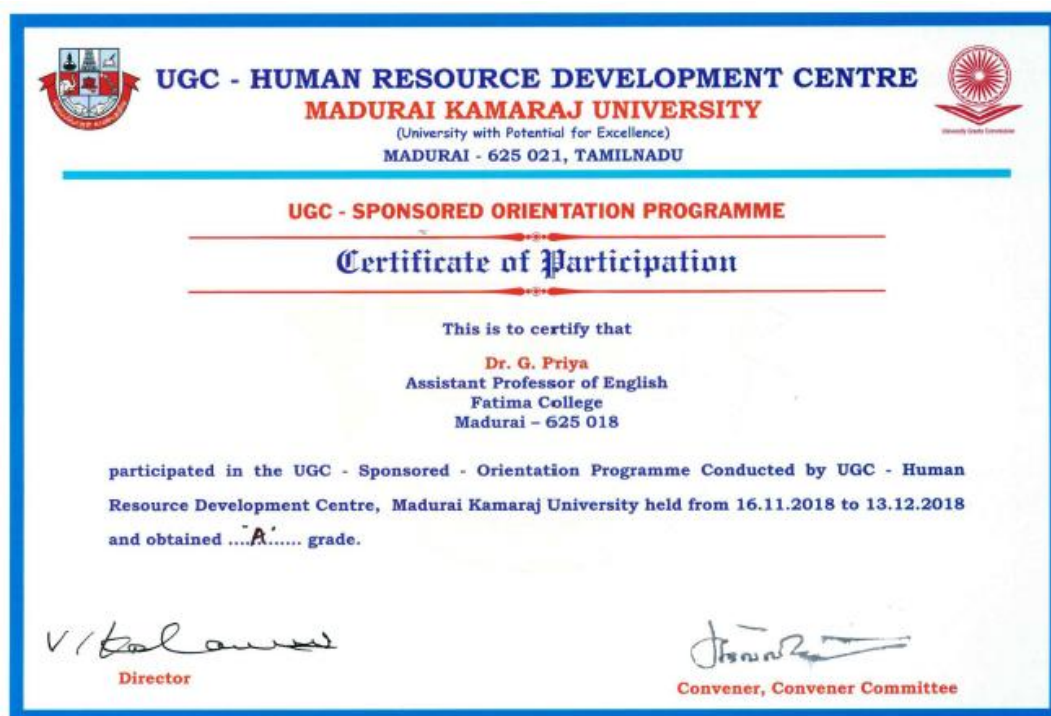 UGC - HUMAN RESOURCE DEVELOPMENT CENTRE
MADURAI KAMARAJ UNIVERSITY
(University with Potential for Excellence)
MADURAI - 625 021, TAMILNADU
University Grants Commission
UGC - SPONSORED ORIENTATION PROGRAMME
Certificate of Participation
This is to certify that
Dr. G. Priya
Assistant Professor of English
Fatima College
Madurai – 625 018
participated in the UGC - Sponsored - Orientation Programme Conducted by UGC - Human
Resource Development Centre, Madurai Kamaraj University held from 16.11.2018 to 13.12.2018
and obtained ....'A'...... grade.
Director
Convener, Convener Committee